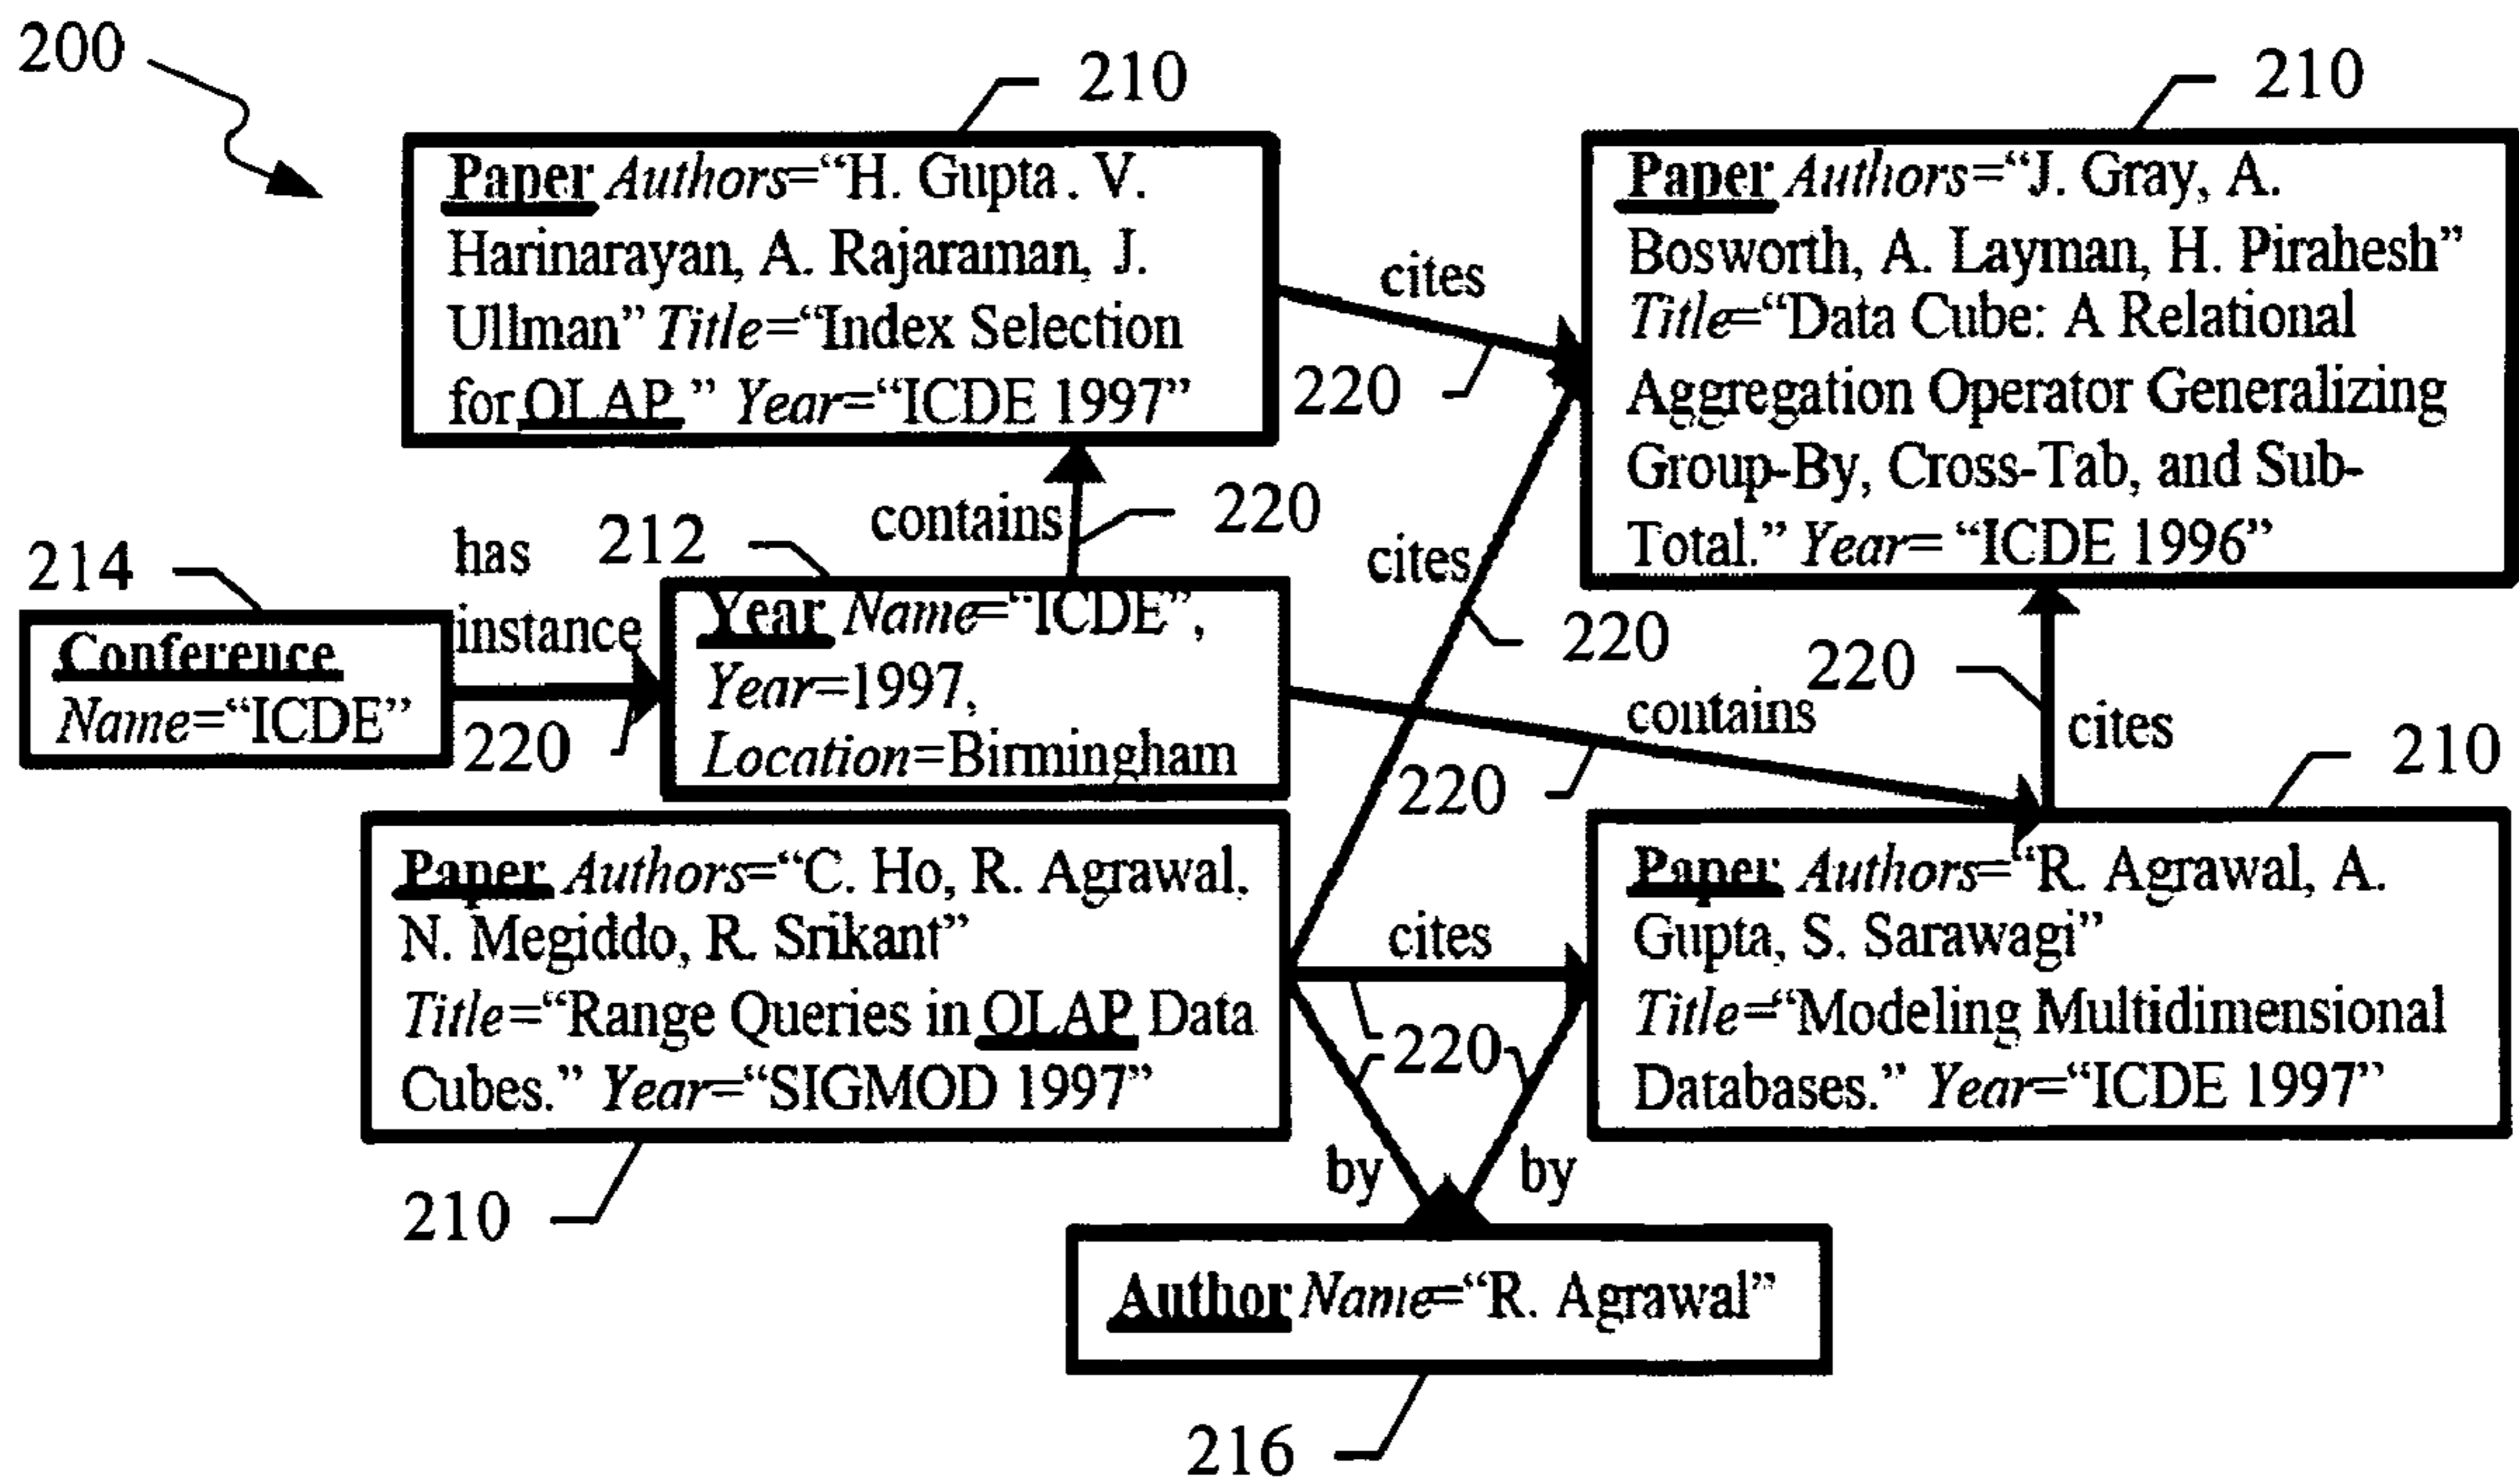 200
210
210
Paper Authors="H. Gupta. V.
Harinarayan, A. Rajaraman, J.
Ullman" Title="Index Selection
for OLAP." Year="ICDE 1997"
cites
220
Paper Authors="J. Gray, A.
Bosworth, A. Layman, H. Pirahesh"
Title="Data Cube: A Relational
Aggregation Operator Generalizing
Group-By, Cross-Tab, and Sub-
Total." Year= "ICDE 1996"
contains
220
214
has
instance
212
cites
220
220
cites
Conference
Name="ICDE"
220
Year Name="ICDE",
Year=1997,
Location=Birmingham
contains
220
210
Paper Authors="C. Ho, R. Agrawal,
N. Megiddo, R. Srikant"
Title="Range Queries in OLAP Data
Cubes." Year="SIGMOD 1997"
cites
220
Paper Authors="R. Agrawal, A.
Gupta, S. Sarawagi"
Title="Modeling Multidimensional
Databases." Year="ICDE 1997"
210
by
by
Author Name="R. Agrawal"
216